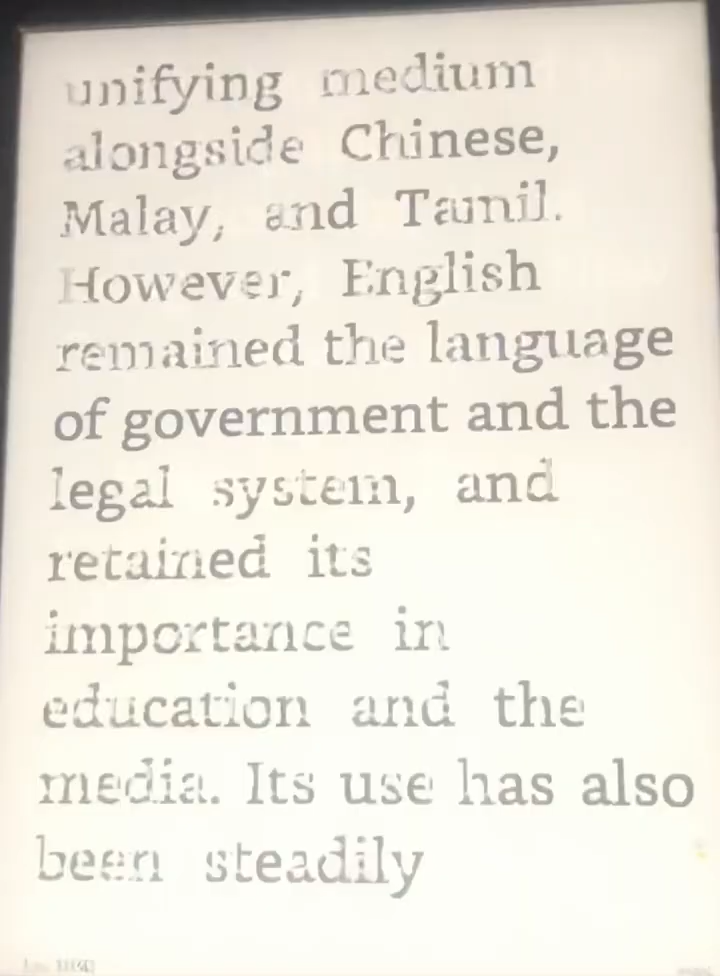 unifying medium
alongside Chinese,
Malay, and Tamil.
However, English
remained the language
of government and the
legal system, and
retained its
importance in
education and the
media. Its use has also
been steadily